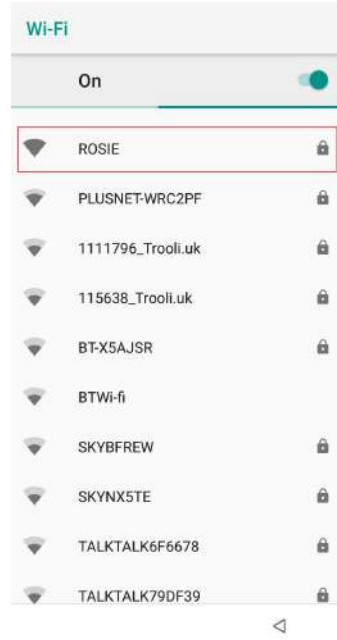 Wi-Fi
On
ROSIE
PLUSNET-WRC2PF
1111796_Trooli.uk
115638_Trooli.uk
BT-X5AJSR
BTWi-fi
SKYBFREW
SKYNX5TE
TALKTALK6F6678
TALKTALK79DF39